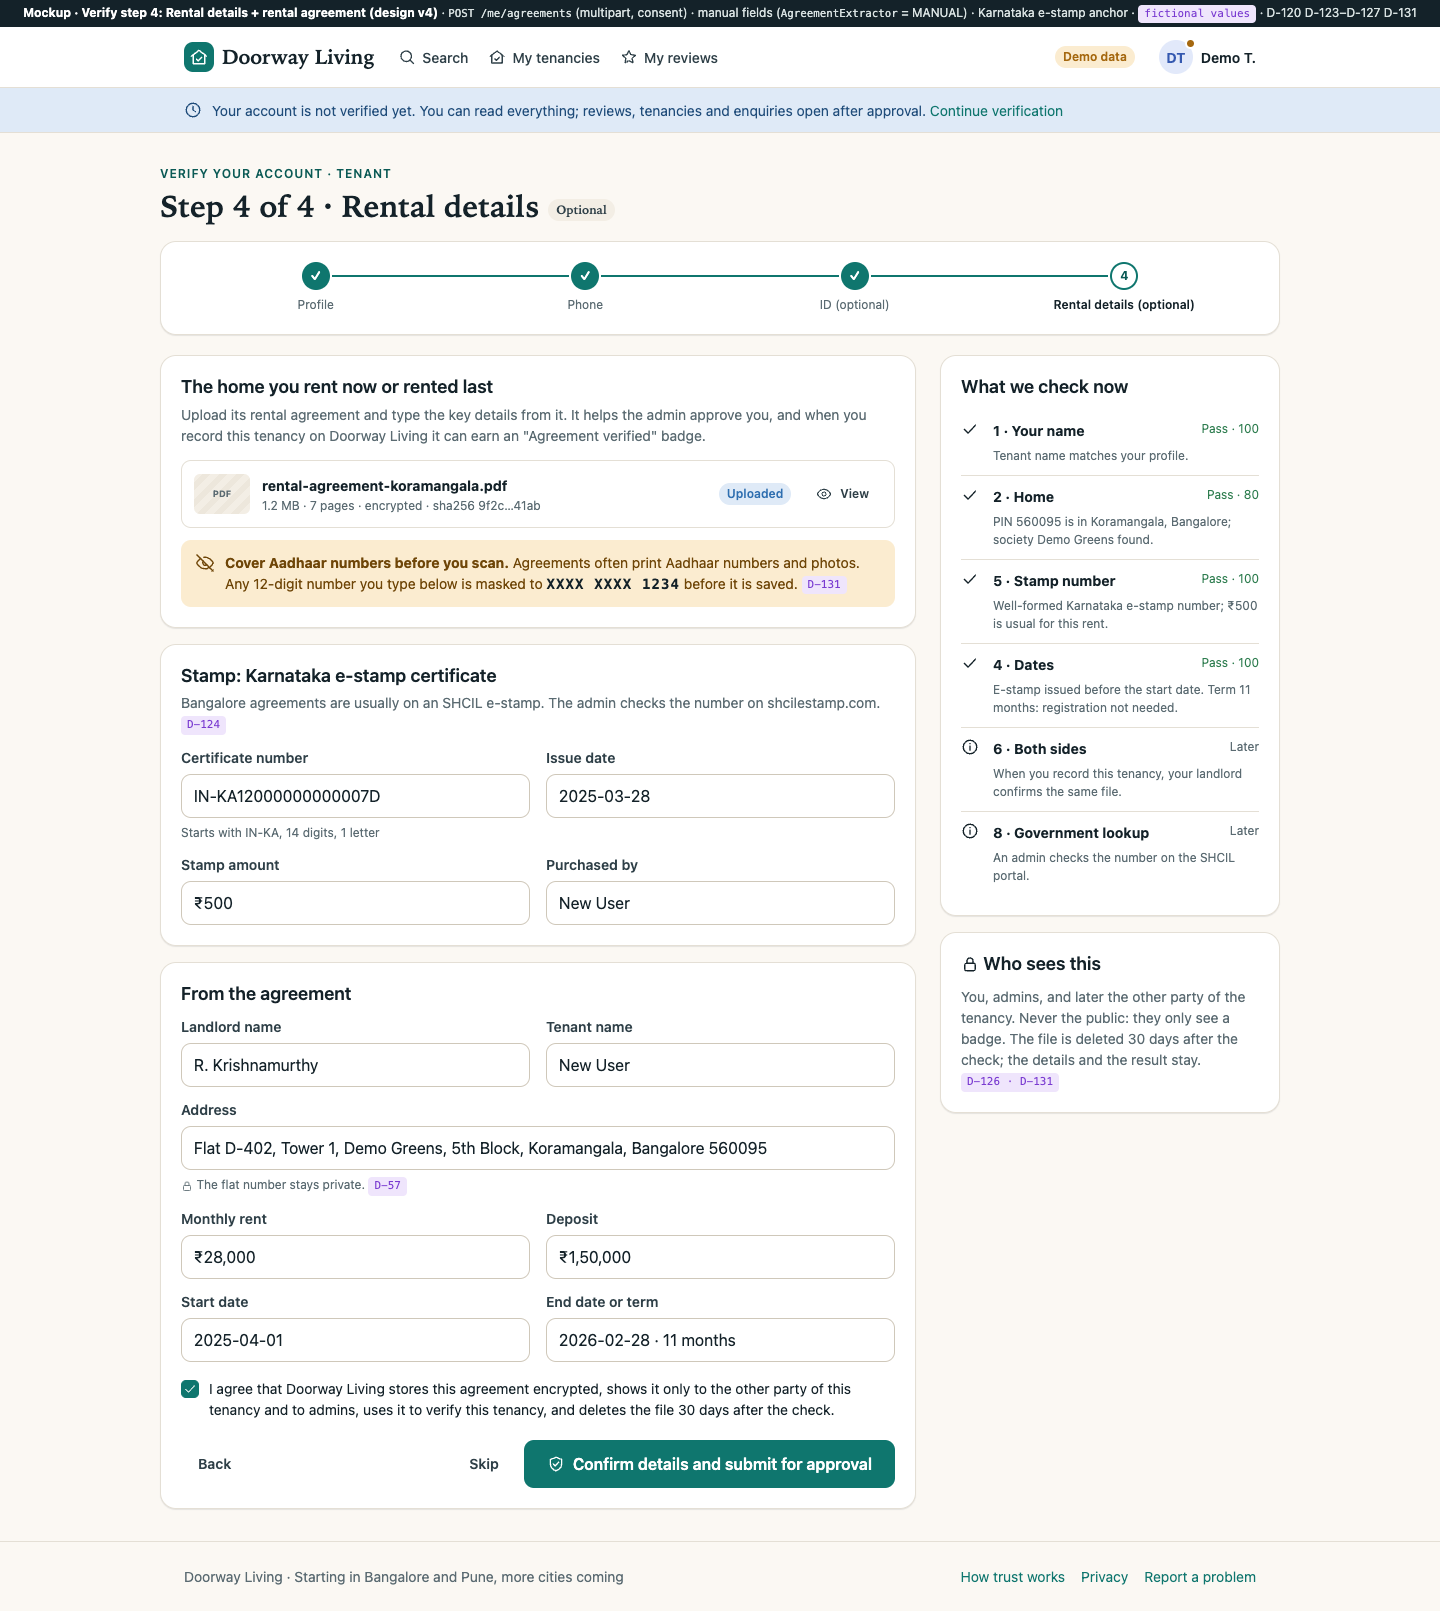 Mockup · Verify step 4: Rental details + rental agreement (design v4) · POST /me/agreements (multipart, consent) · manual fields (AgreementExtractor = MANUAL) · Karnataka e-stamp anchor · fictional values · D-120 D-123–D-127 D-131
Doorway Living
Search
My tenancies
My reviews
Demo data
DT
Demo T.
Your account is not verified yet. You can read everything; reviews, tenancies and enquiries open after approval. Continue verification
VERIFY YOUR ACCOUNT · TENANT
Step 4 of 4 · Rental details Optional
4
Profile
Phone
ID (optional)
Rental details (optional)
The home you rent now or rented last
Upload its rental agreement and type the key details from it. It helps the admin approve you, and when you
record this tenancy on Doorway Living it can earn an "Agreement verified" badge.
PDF
rental-agreement-koramangala.pdf
1.2 MB · 7 pages · encrypted · sha256 9f2c…41ab
Uploaded
View
Cover Aadhaar numbers before you scan. Agreements often print Aadhaar numbers and photos.
Any 12-digit number you type below is masked to XXXX XXXX 1234 before it is saved. D-131
Stamp: Karnataka e-stamp certificate
Bangalore agreements are usually on an SHCIL e-stamp. The admin checks the number on shcilestamp.com.
D-124
Certificate number
Issue date
IN-KA12000000000007D
2025-03-28
Starts with IN-KA, 14 digits, 1 letter
Stamp amount
Purchased by
₹500
New User
From the agreement
Landlord name
Tenant name
R. Krishnamurthy
New User
Address
Flat D-402, Tower 1, Demo Greens, 5th Block, Koramangala, Bangalore 560095
The flat number stays private. D-57
Monthly rent
Deposit
₹28,000
₹1,50,000
Start date
End date or term
2025-04-01
2026-02-28 · 11 months
I agree that Doorway Living stores this agreement encrypted, shows it only to the other party of this
tenancy and to admins, uses it to verify this tenancy, and deletes the file 30 days after the check.
Back
Skip
Confirm details and submit for approval
What we check now
1 · Your name
Pass · 100
Tenant name matches your profile.
2 · Home
Pass · 80
PIN 560095 is in Koramangala, Bangalore;
society Demo Greens found.
5 · Stamp number
Pass · 100
Well-formed Karnataka e-stamp number; ₹500
is usual for this rent.
4 · Dates
Pass · 100
E-stamp issued before the start date. Term 11
months: registration not needed.
6 · Both sides
Later
When you record this tenancy, your landlord
confirms the same file.
8 · Government lookup
Later
An admin checks the number on the SHCIL
portal.
Who sees this
You, admins, and later the other party of the
tenancy. Never the public: they only see a
badge. The file is deleted 30 days after the
check; the details and the result stay.
D-126 · D-131
Doorway Living · Starting in Bangalore and Pune, more cities coming
How trust works
Privacy
Report a problem